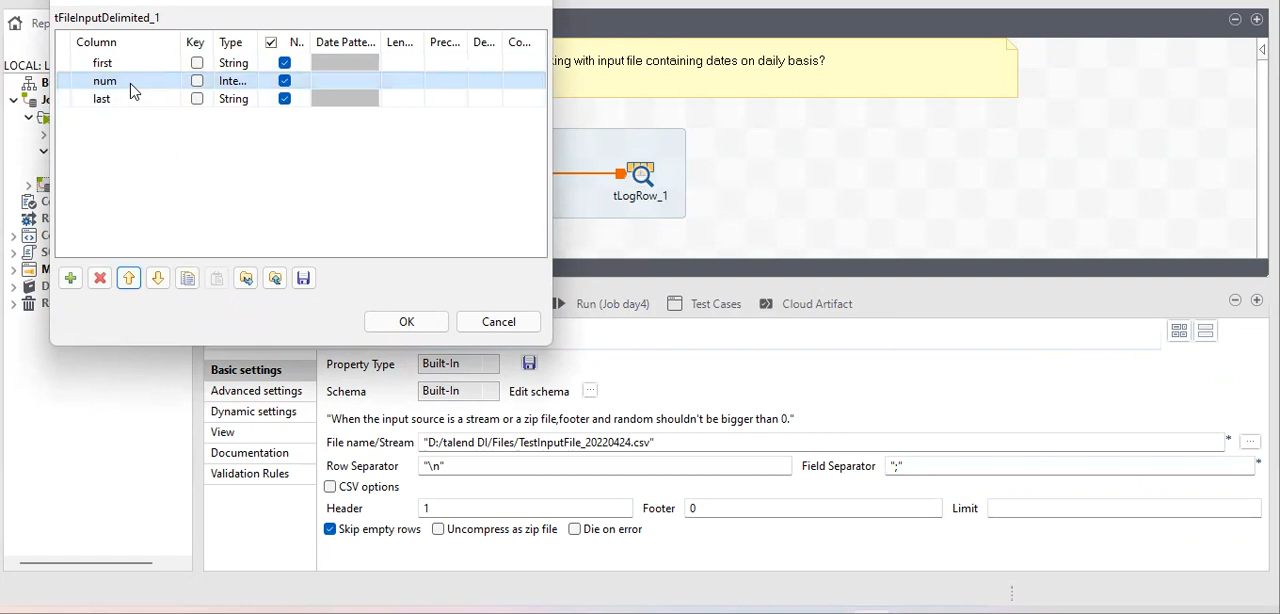 tFileInputDelimited_1
Column Key Type N.. Date Patte... Len... Prec... De... Co...
first String
num Inte...
last String
OK Cancel
LOCAL: L
king with input file containing dates on daily basis?
tLogRow_1
Run (Job day4) Test Cases Cloud Artifact
Basic settings
Advanced settings
Dynamic settings
View
Documentation
Validation Rules
Property Type Built-In
Schema Built-In Edit schema ...
"When the input source is a stream or a zip file,footer and random shouldn't be bigger than 0."
File name/Stream "D:/talend DI/Files/TestInputFile_20220424.csv" * ...
Row Separator "\n" Field Separator ";" *
CSV options
Header 1 Footer 0 Limit
Skip empty rows Uncompress as zip file Die on error